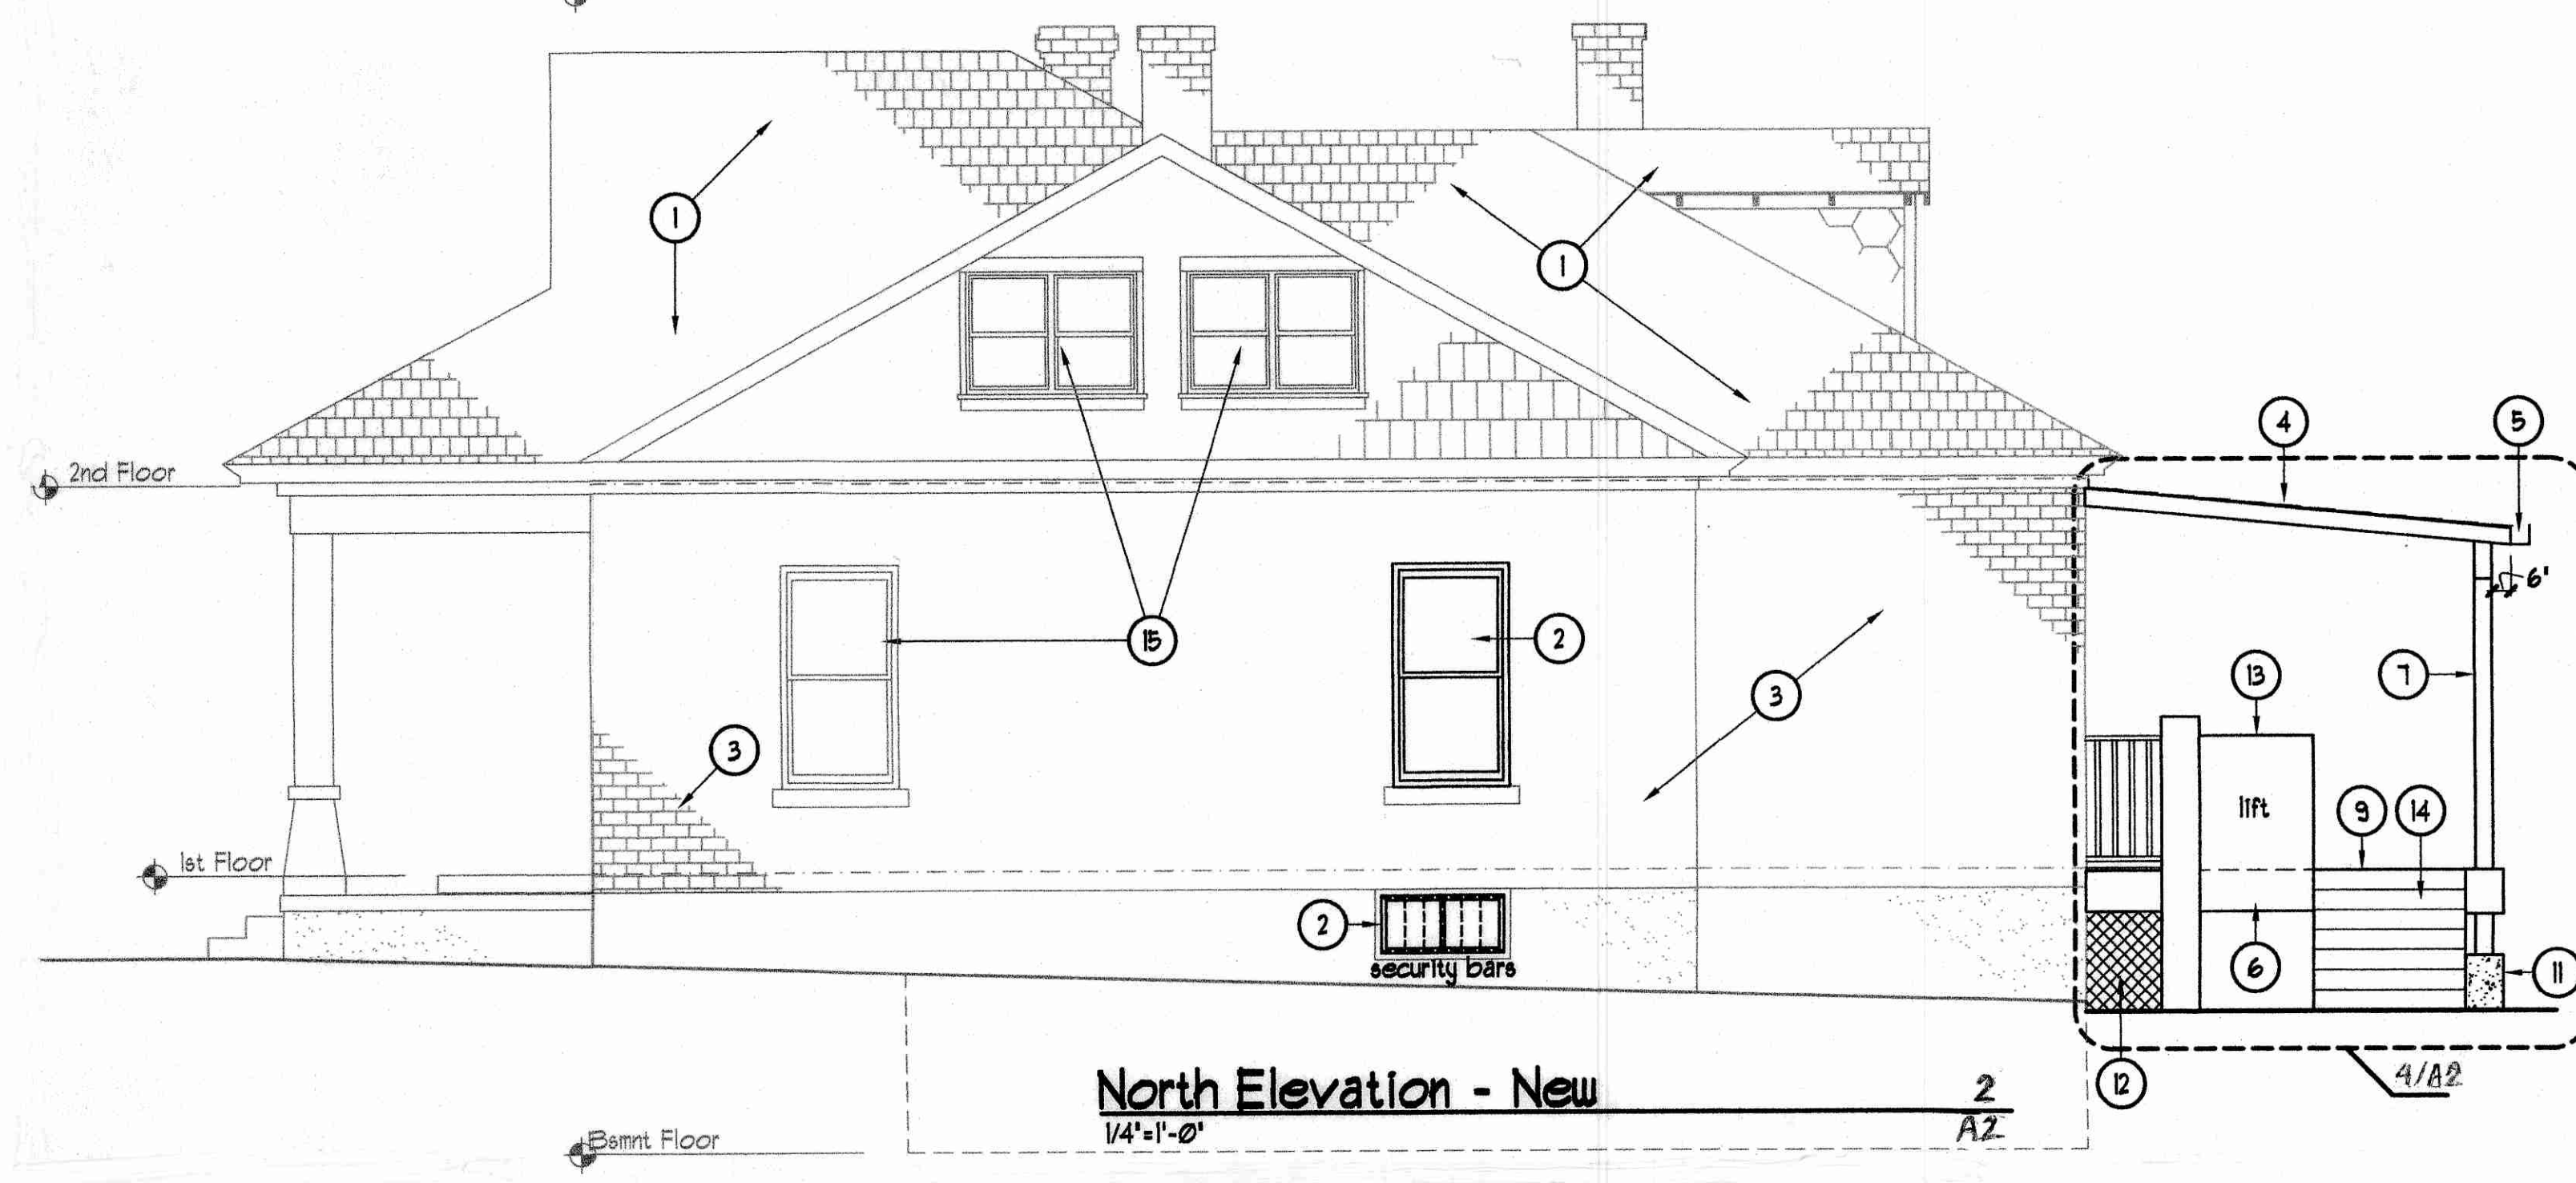 1
1
4
5
2nd Floor
6'
15
2
3
7
13
3
lift
9
14
1st Floor
2
security bars
6
11
12
North Elevation - New
2
1/4"=1'-0"
A2
4/A2
Bsmnt Floor